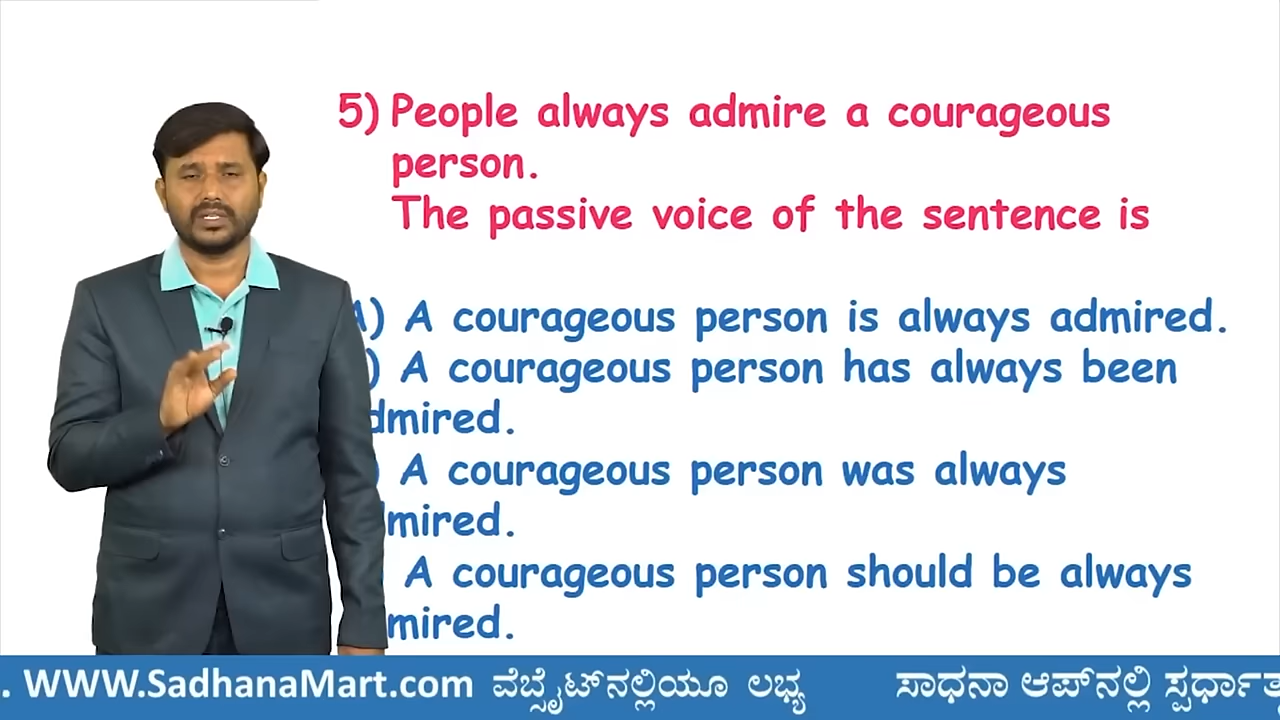 5) People always admire a courageous
person.
The passive voice of the sentence is
A) A courageous person is always admired.
) A courageous person has always been
dmired.
) A courageous person was always
mired.
A courageous person should be always
mired.
. WWW.SadhanaMart.com ವೆಬ್ಸೈಟ್‌ನಲ್ಲಿಯೂ ಲಭ್ಯ ಸಾಧನಾ ಆಪ್‌ನಲ್ಲಿ